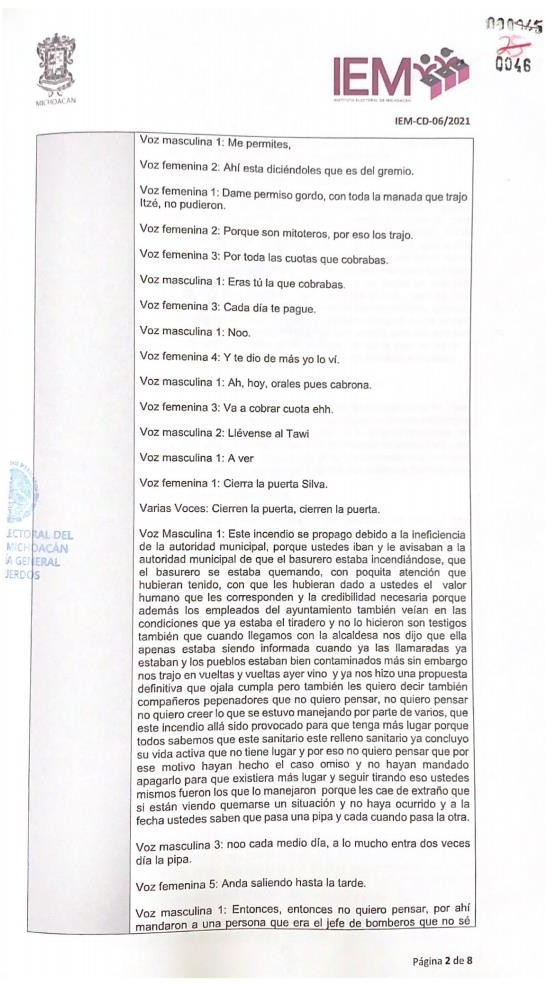 000945
25
0046
MICHOACÁN
IEM
INSTITUTO ELECTORAL DE MICHOACÁN
IEM-CD-06/2021
Voz masculina 1: Me permites,
Voz femenina 2: Ahí esta diciéndoles que es del gremio.
Voz femenina 1: Dame permiso gordo, con toda la manada que trajo
Itzé, no pudieron.
Voz femenina 2: Porque son mitoteros, por eso los trajo.
Voz femenina 3: Por toda las cuotas que cobrabas.
Voz masculina 1: Eras tú la que cobrabas.
Voz femenina 3: Cada día te pague.
Voz masculina 1: Noo.
Voz femenina 4: Y te dio de más yo lo ví.
Voz masculina 1: Ah, hoy, orales pues cabrona.
Voz femenina 3: Va a cobrar cuota ehh.
Voz masculina 2: Llévense al Tawi
Voz masculina 1: A ver
Voz femenina 1: Cierra la puerta Silva.
Varias Voces: Cierren la puerta, cierren la puerta.
Voz Masculina 1: Este incendio se propago debido a la ineficiencia
de la autoridad municipal, porque ustedes iban y le avisaban a la
autoridad municipal de que el basurero estaba incendiándose, que
el basurero se estaba quemando, con poquita atención que
hubieran tenido, con que les hubieran dado a ustedes el valor
humano que les corresponden y la credibilidad necesaria porque
además los empleados del ayuntamiento también veían en las
condiciones que ya estaba el tiradero y no lo hicieron son testigos
también que cuando llegamos con la alcaldesa nos dijo que ella
apenas estaba siendo informada cuando ya las llamaradas ya
estaban y los pueblos estaban bien contaminados más sin embargo
nos trajo en vueltas y vueltas ayer vino y ya nos hizo una propuesta
definitiva que ojala cumpla pero también les quiero decir también
compañeros pepenadores que no quiero pensar, no quiero pensar
no quiero creer lo que se estuvo manejando por parte de varios, que
este incendio allá sido provocado para que tenga más lugar porque
todos sabemos que este sanitario este relleno sanitario ya concluyo
su vida activa que no tiene lugar y por eso no quiero pensar que por
ese motivo hayan hecho el caso omiso y no hayan mandado
apagarlo para que existiera más lugar y seguir tirando eso ustedes
mismos fueron los que lo manejaron porque les cae de extraño que
si están viendo quemarse un situación y no haya ocurrido y a la
fecha ustedes saben que pasa una pipa y cada cuando pasa la otra.
Voz masculina 3: noo cada medio día, a lo mucho entra dos veces
día la pipa.
Voz femenina 5: Anda saliendo hasta la tarde.
Voz masculina 1: Entonces, entonces no quiero pensar, por ahí
mandaron a una persona que era el jefe de bomberos que no sé
ECTORAL DEL
MICHOACÁN
ÍA GENERAL
UERDOS
Página 2 de 8